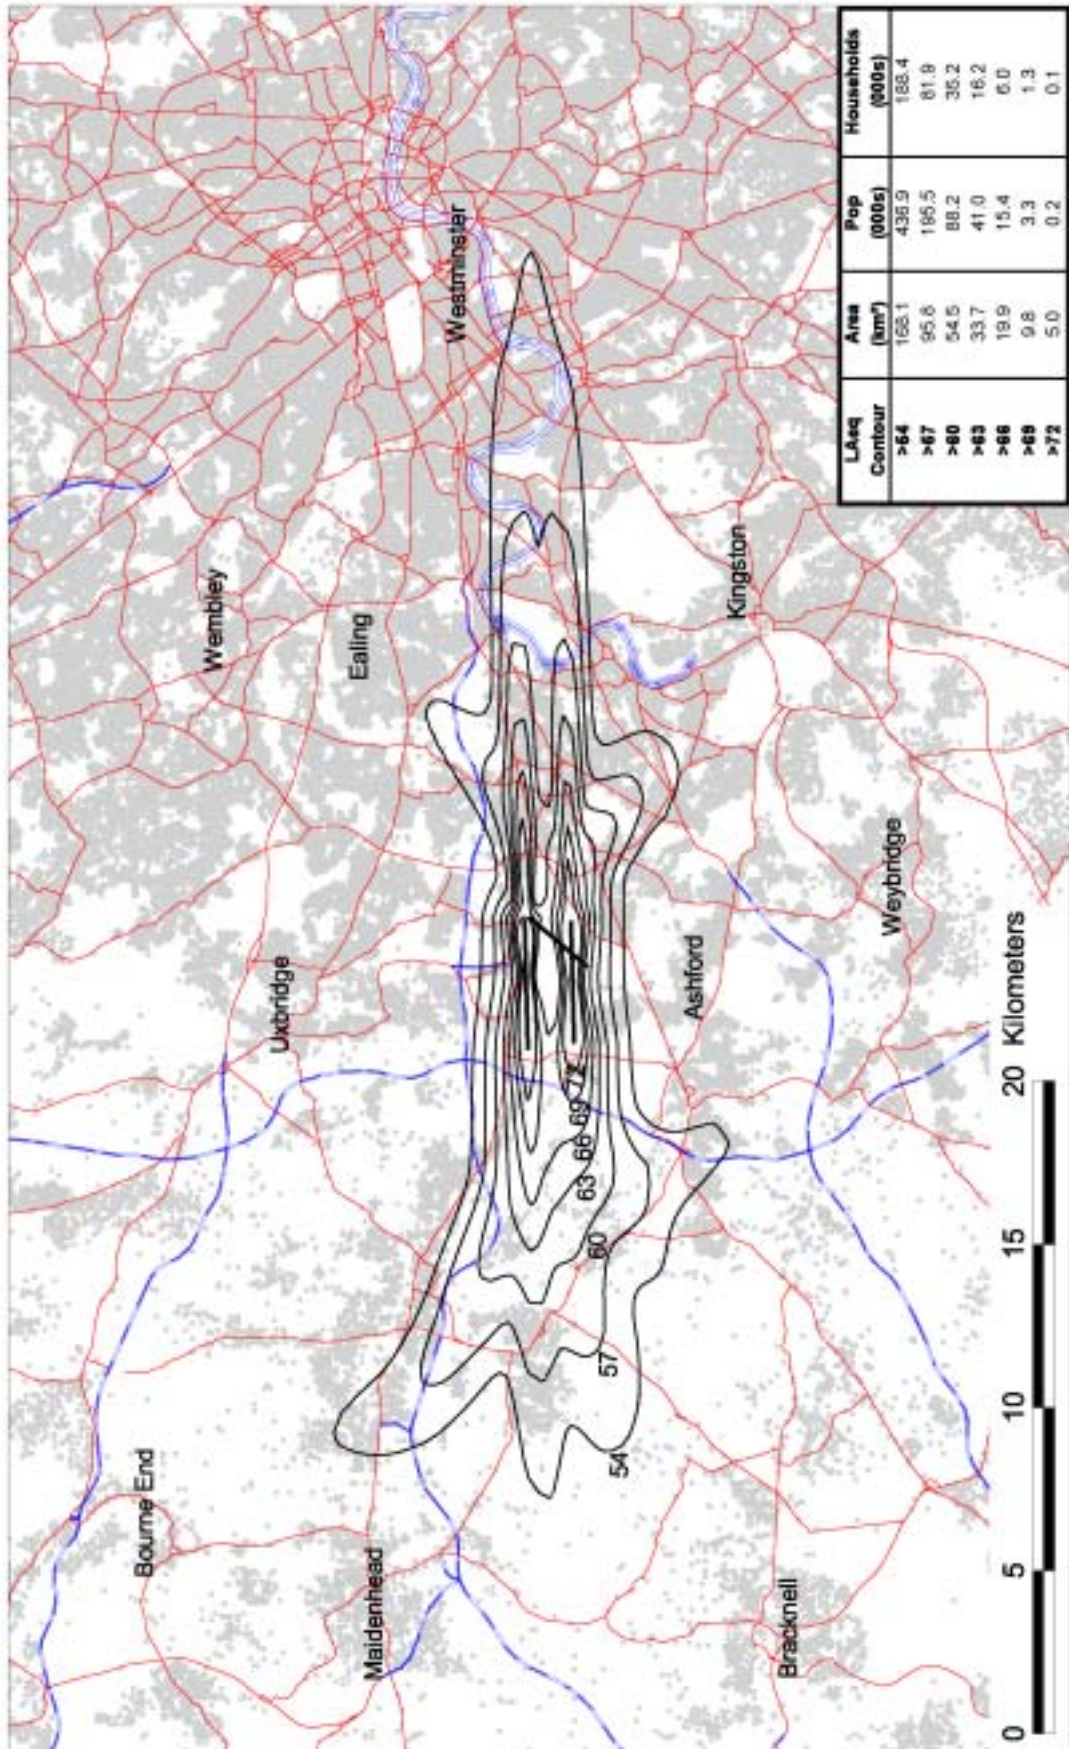 Bourne End
Uxbridge
Wembley
Maidenhead
Ealing
Westminster
Bracknell
Ashford
Kingston
Weybridge
54
57
60
63
66
69
72
0
5
10
15
20
Kilometers
LAeq Contour Area (km²) Pop (000s) Households (000s)
>54 168.1 436.9 188.4
>57 95.8 195.5 81.9
>60 54.5 88.2 35.2
>63 33.7 41.0 16.2
>66 19.9 15.4 6.0
>69 9.8 3.3 1.3
>72 5.0 0.2 0.1